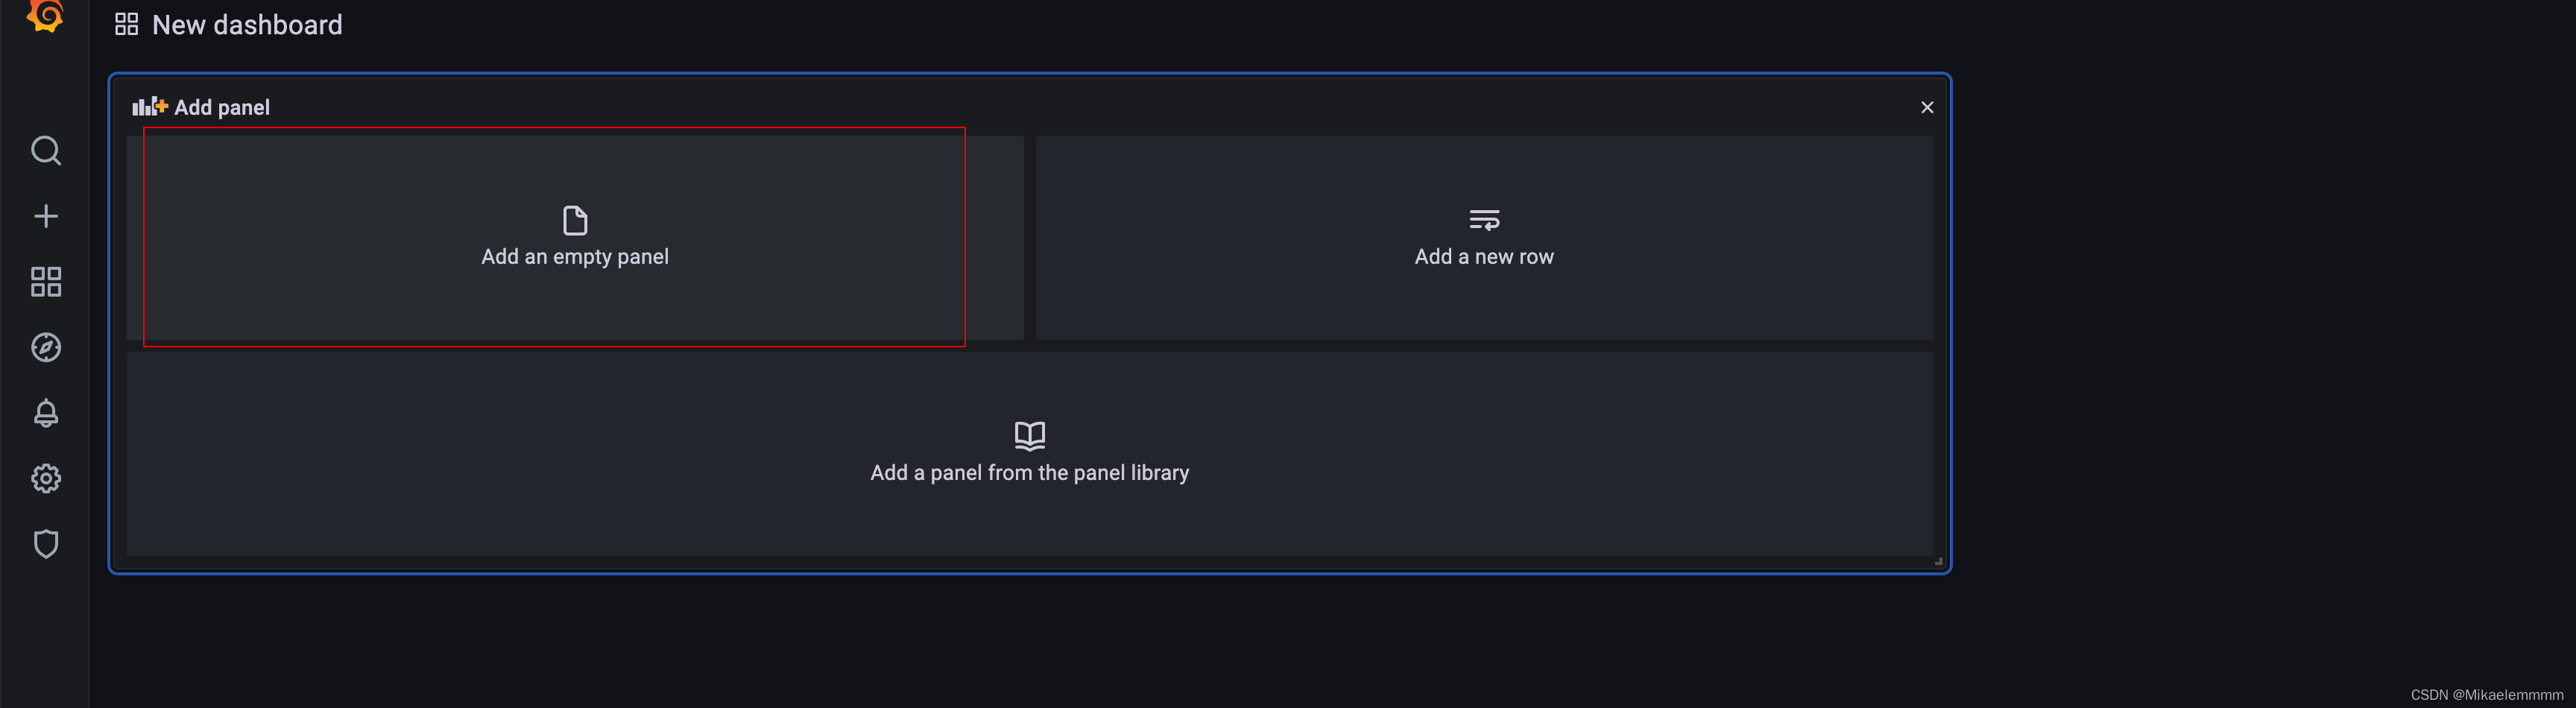 New dashboard
Add panel
Add an empty panel
Add a new row
Add a panel from the panel library
CSDN @Mikaelemmmm